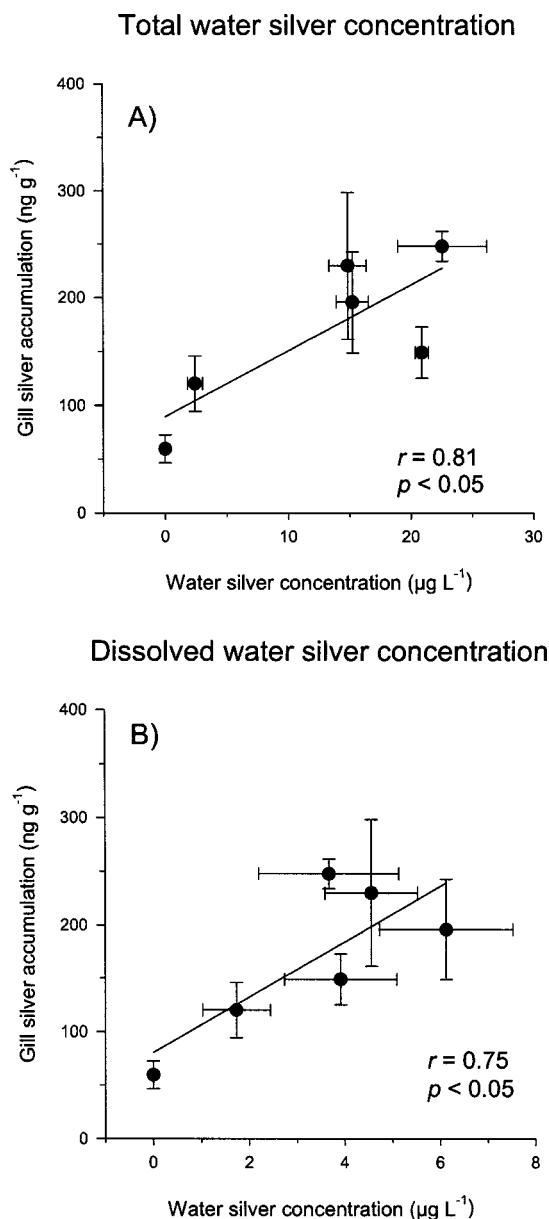 Total water silver concentration
A)
Gill silver accumulation (ng g⁻¹)
400
300
200
100
0
r = 0.81
p < 0.05
0 10 20 30
Water silver concentration (µg L⁻¹)
Dissolved water silver concentration
B)
Gill silver accumulation (ng g⁻¹)
400
300
200
100
0
r = 0.75
p < 0.05
0 2 4 6 8
Water silver concentration (µg L⁻¹)